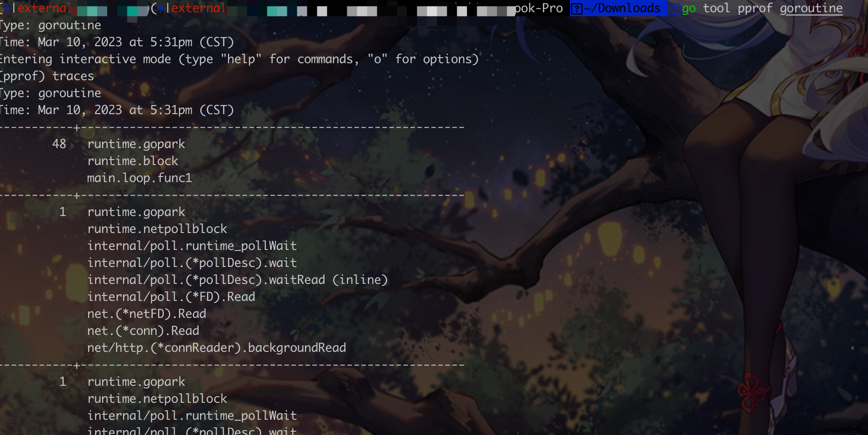 |external /( |external ook-Pro ~/Downloads go tool pprof goroutine
Type: goroutine
Time: Mar 10, 2023 at 5:31pm (CST)
Entering interactive mode (type "help" for commands, "o" for options)
(pprof) traces
Type: goroutine
Time: Mar 10, 2023 at 5:31pm (CST)
-----------+-------------------------------------------------------
48 runtime.gopark
runtime.block
main.loop.func1
-----------+-------------------------------------------------------
1 runtime.gopark
runtime.netpollblock
internal/poll.runtime_pollWait
internal/poll.(*pollDesc).wait
internal/poll.(*pollDesc).waitRead (inline)
internal/poll.(*FD).Read
net.(*netFD).Read
net.(*conn).Read
net/http.(*connReader).backgroundRead
-----------+-------------------------------------------------------
1 runtime.gopark
runtime.netpollblock
internal/poll.runtime_pollWait
internal/poll.(*pollDesc).wait